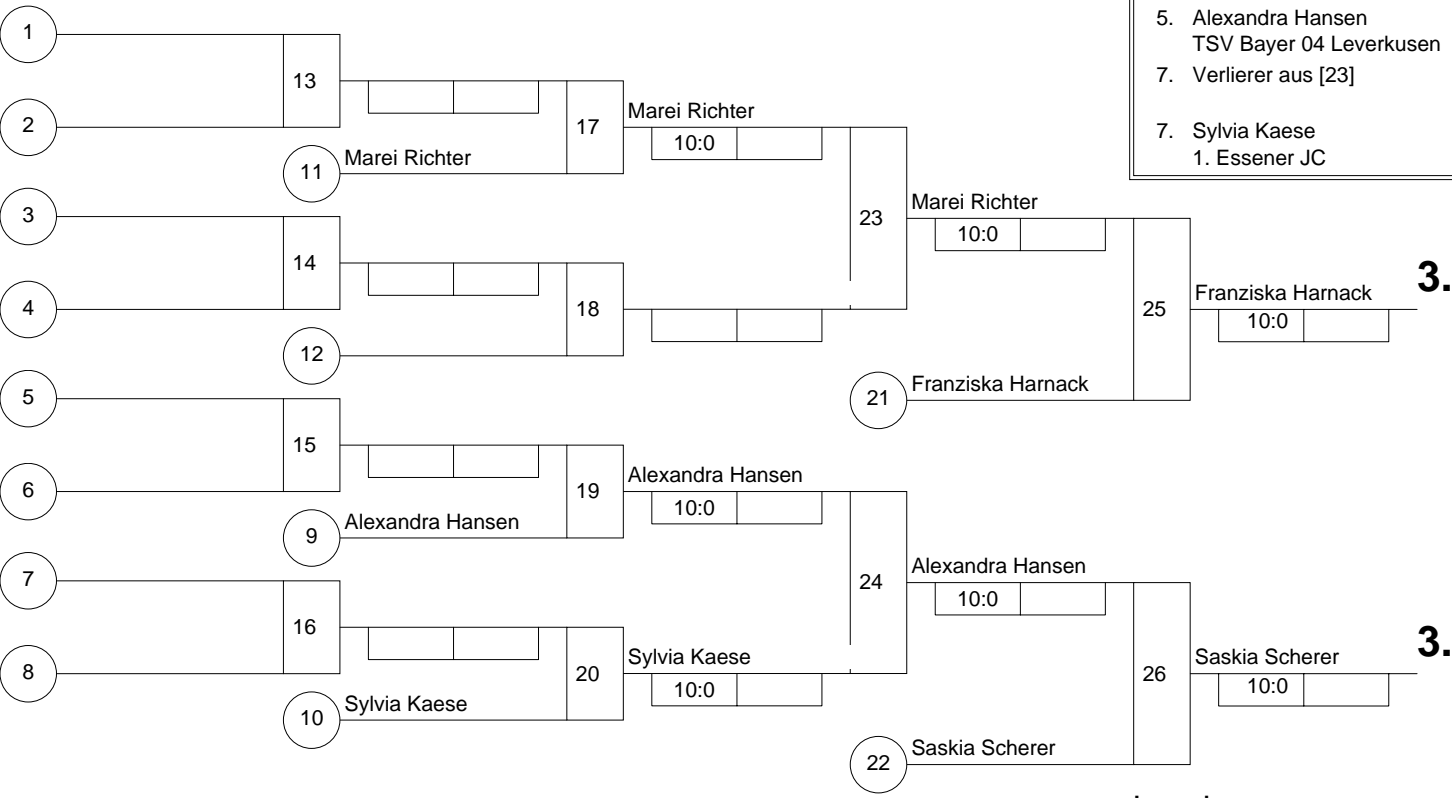 5. Alexandra Hansen
TSV Bayer 04 Leverkusen
7. Verlierer aus [23]
7. Sylvia Kaese
1. Essener JC
1
2
13
11
Marei Richter
17
Marei Richter
10:0
3
4
14
12
18
23
Marei Richter
10:0
21
Franziska Harnack
25
Franziska Harnack
10:0
3.
5
6
15
9
Alexandra Hansen
19
Alexandra Hansen
10:0
7
8
16
10
Sylvia Kaese
20
Sylvia Kaese
10:0
24
Alexandra Hansen
10:0
22
Saskia Scherer
26
Saskia Scherer
10:0
3.